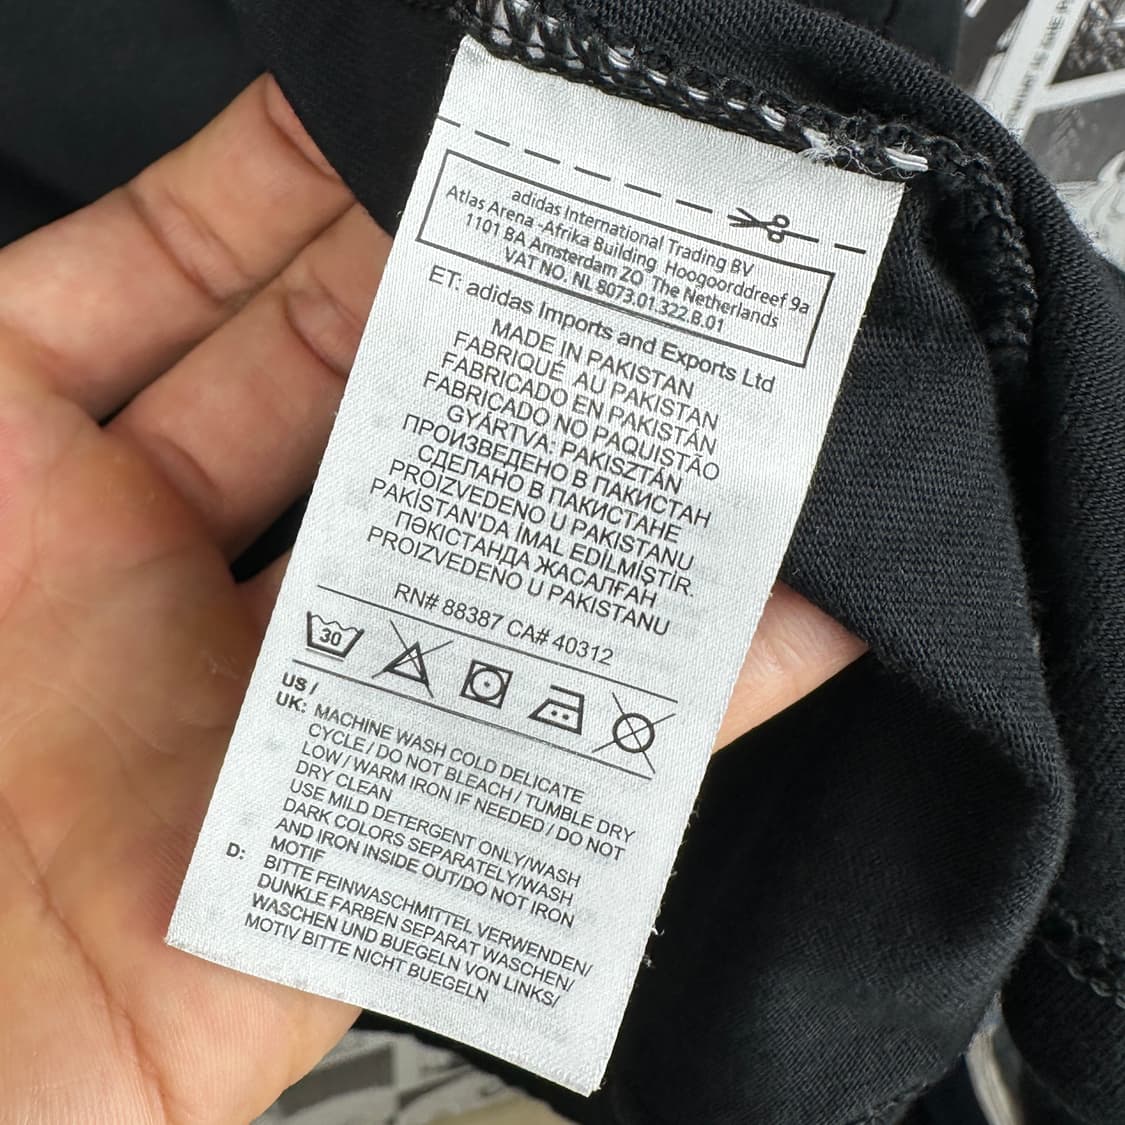 adidas International Trading BV
Atlas Arena -Afrika Building Hoogoorddreef 9a
1101 BA Amsterdam ZO The Netherlands
VAT NO. NL 8073.01.322.B.01
ET: adidas Imports and Exports Ltd
MADE IN PAKISTAN
FABRIQUÉ AU PAKISTAN
FABRICADO EN PAKISTÁN
FABRICADO NO PAQUISTÃO
GYÁRTVA: PAKISZTÁN
ПРОИЗВЕДЕНО В ПАКИСТАН
СДЕЛАНО В ПАКИСТАНЕ
PROIZVEDENO U PAKISTANU
PAKİSTAN'DA İMAL EDİLMİŞTİR.
ПӘКІСТАНДА ЖАСАЛҒАН
PROIZVEDENO U PAKISTANU
RN# 88387 CA# 40312
30
US /
UK: MACHINE WASH COLD DELICATE
CYCLE / DO NOT BLEACH / TUMBLE DRY
LOW / WARM IRON IF NEEDED / DO NOT
DRY CLEAN
USE MILD DETERGENT ONLY/WASH
DARK COLORS SEPARATELY/WASH
AND IRON INSIDE OUT/DO NOT IRON
MOTIF
D: BITTE FEINWASCHMITTEL VERWENDEN/
DUNKLE FARBEN SEPARAT WASCHEN/
WASCHEN UND BUEGELN VON LINKS/
MOTIV BITTE NICHT BUEGELN